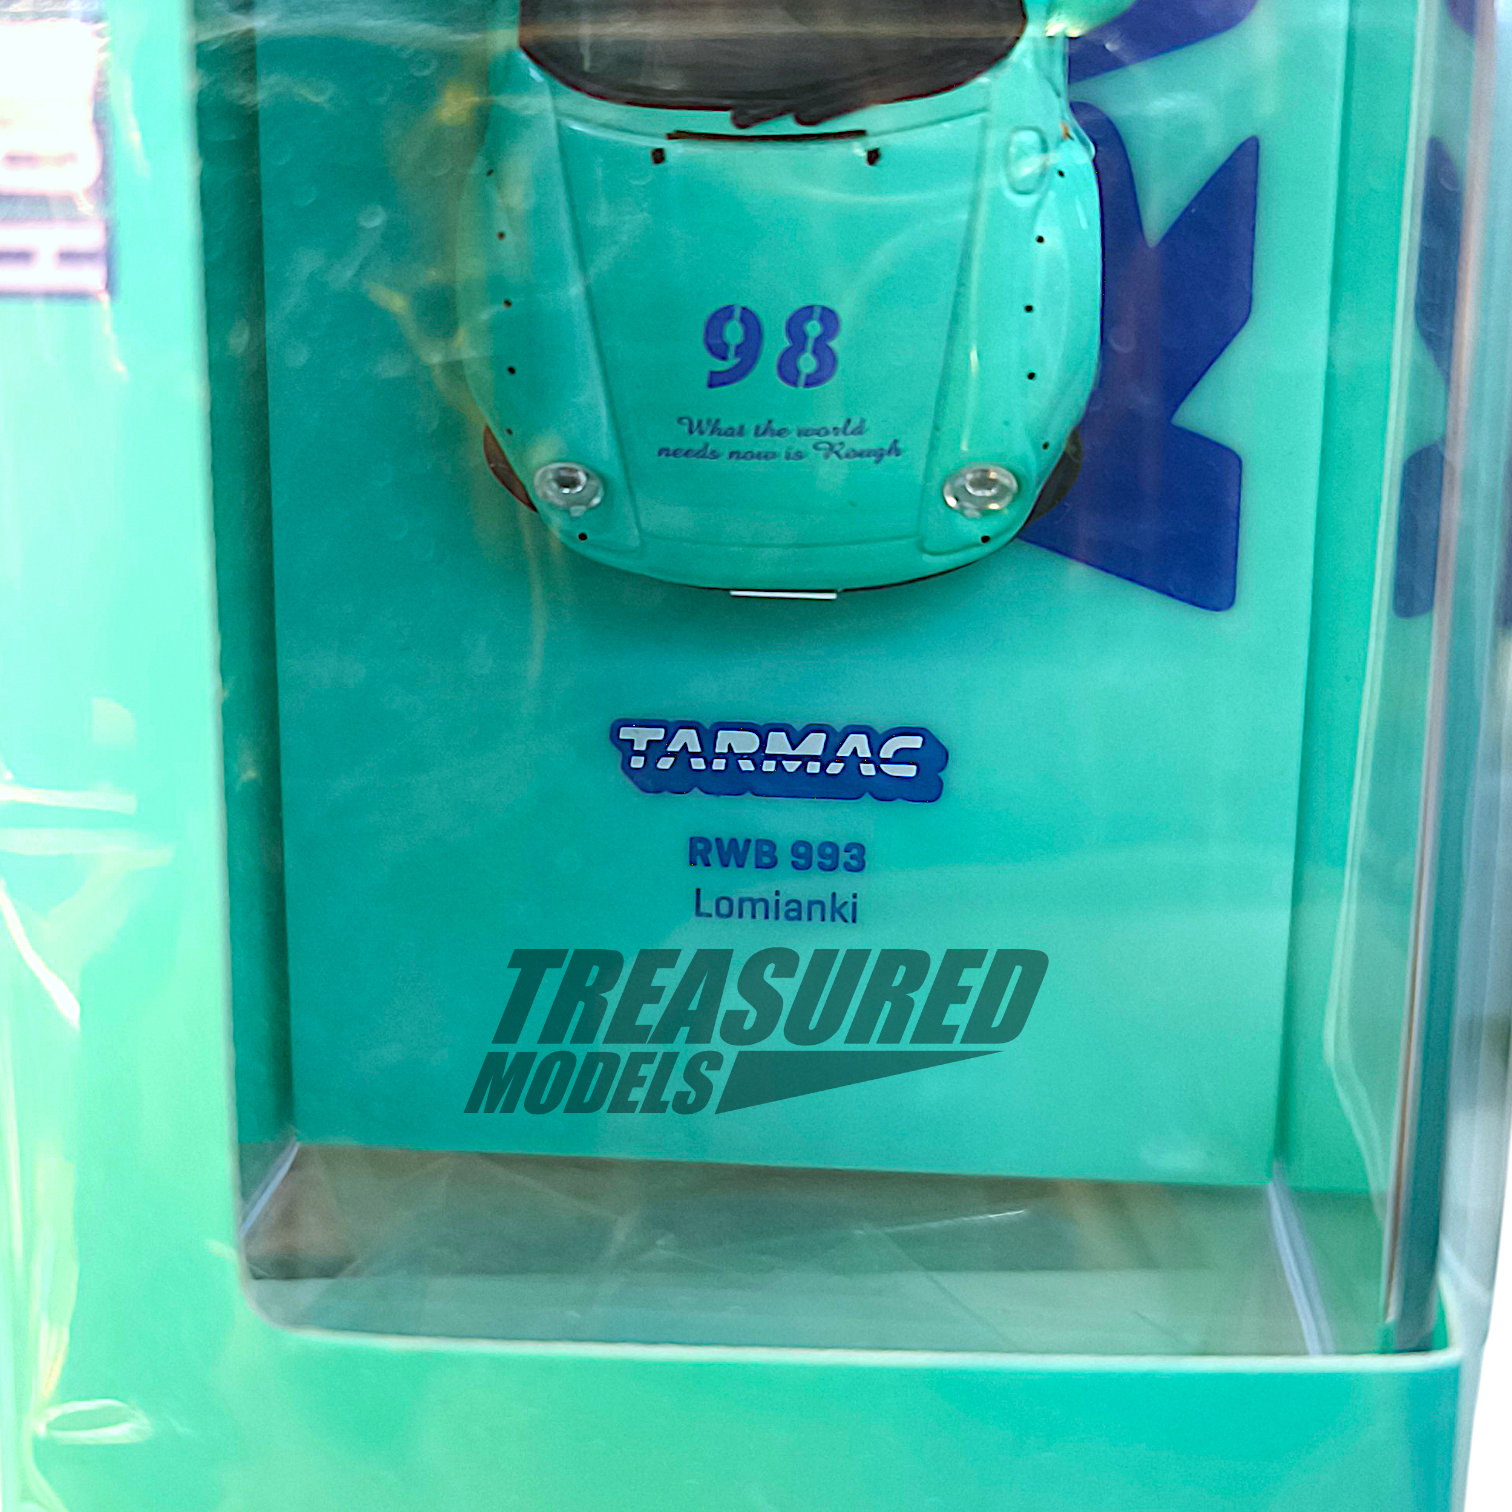 98
What the world
needs now is Rough
TARMAC
RWB 993
Lomianki
TREASURED
MODELS